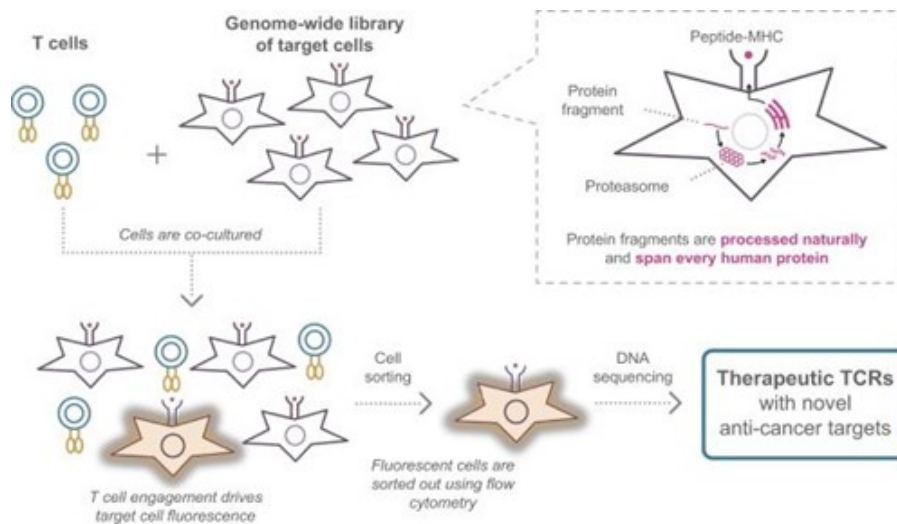 T cells
Genome-wide library
of target cells
Cells are co-cultured
Peptide-MHC
Protein
fragment
Proteasome
Protein fragments are processed naturally
and span every human protein
T cell engagement drives
target cell fluorescence
Cell
sorting
Fluorescent cells are
sorted out using flow
cytometry
DNA
sequencing
Therapeutic TCRs
with novel
anti-cancer targets